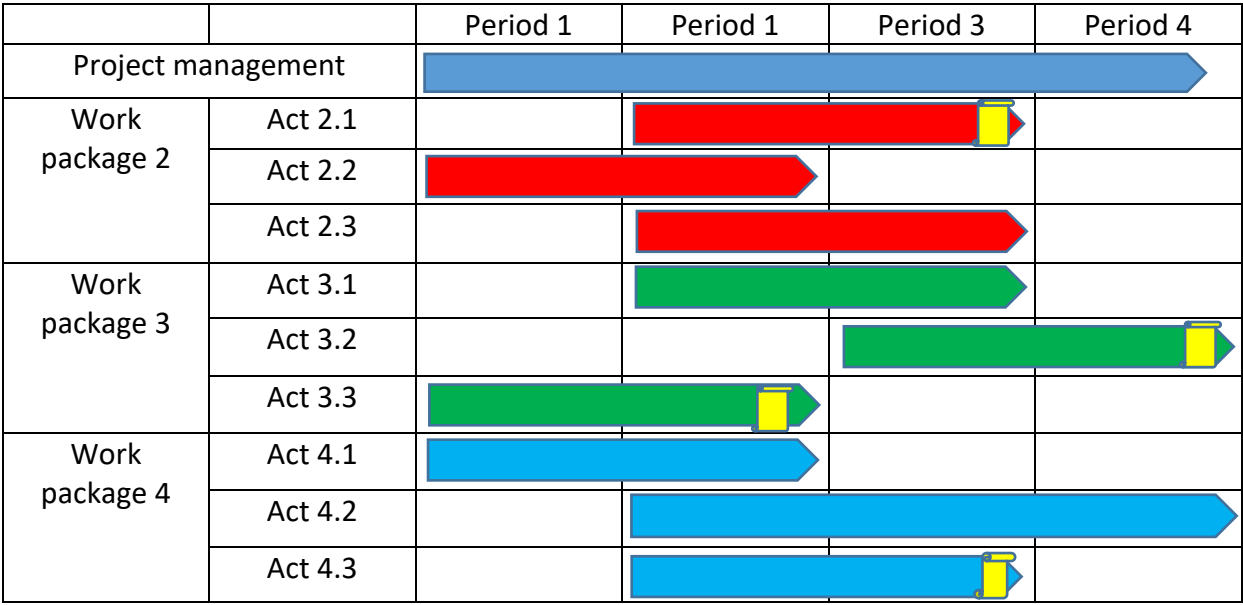 Period 1 Period 1 Period 3 Period 4
Project management
Work
package 2
Act 2.1
Act 2.2
Act 2.3
Work
package 3
Act 3.1
Act 3.2
Act 3.3
Work
package 4
Act 4.1
Act 4.2
Act 4.3